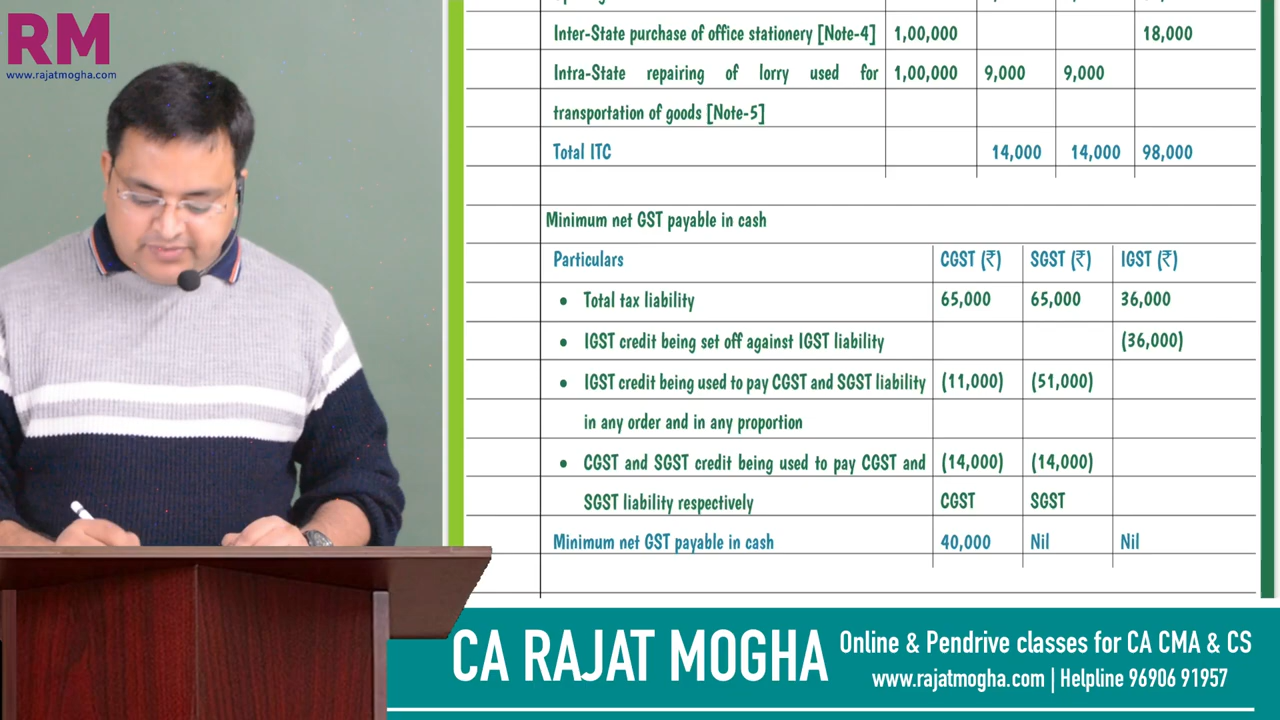 RM
www.rajatmogha.com
Inter-State purchase of office stationery [Note-4] 1,00,000 18,000
Intra-State repairing of lorry used for 1,00,000 9,000 9,000
transportation of goods [Note-5]
Total ITC 14,000 14,000 98,000
Minimum net GST payable in cash
Particulars CGST (₹) SGST (₹) IGST (₹)
• Total tax liability 65,000 65,000 36,000
• IGST credit being set off against IGST liability (36,000)
• IGST credit being used to pay CGST and SGST liability (11,000) (51,000)
in any order and in any proportion
• CGST and SGST credit being used to pay CGST and (14,000) (14,000)
SGST liability respectively CGST SGST
Minimum net GST payable in cash 40,000 Nil Nil
CA RAJAT MOGHA
Online & Pendrive classes for CA CMA & CS
www.rajatmogha.com | Helpline 96906 91957